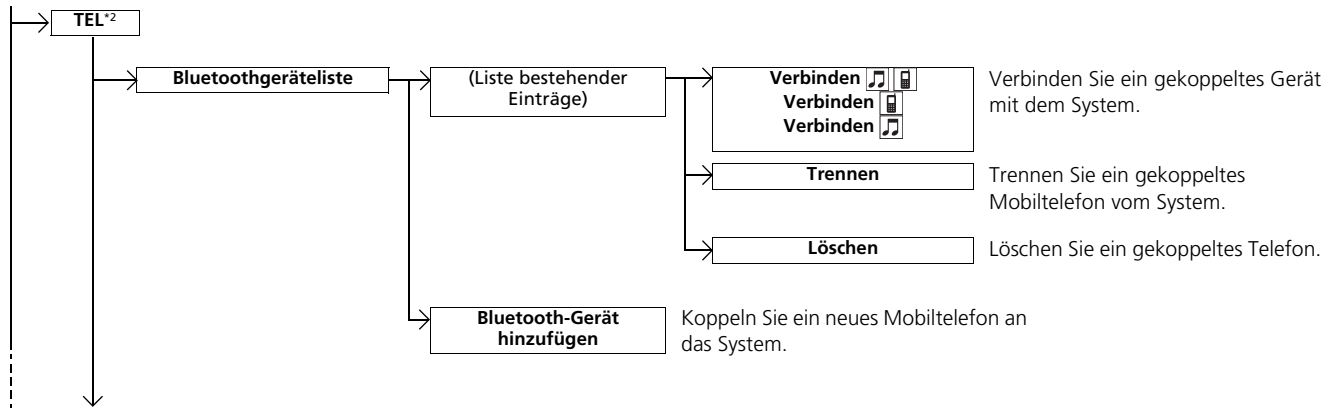 TEL*2
Bluetoothgeräteliste
(Liste bestehender
Einträge)
Verbinden
Verbinden
Verbinden
Verbinden Sie ein gekoppeltes Gerät
mit dem System.
Trennen
Trennen Sie ein gekoppeltes
Mobiltelefon vom System.
Löschen
Löschen Sie ein gekoppeltes Telefon.
Bluetooth-Gerät
hinzufügen
Koppeln Sie ein neues Mobiltelefon an
das System.